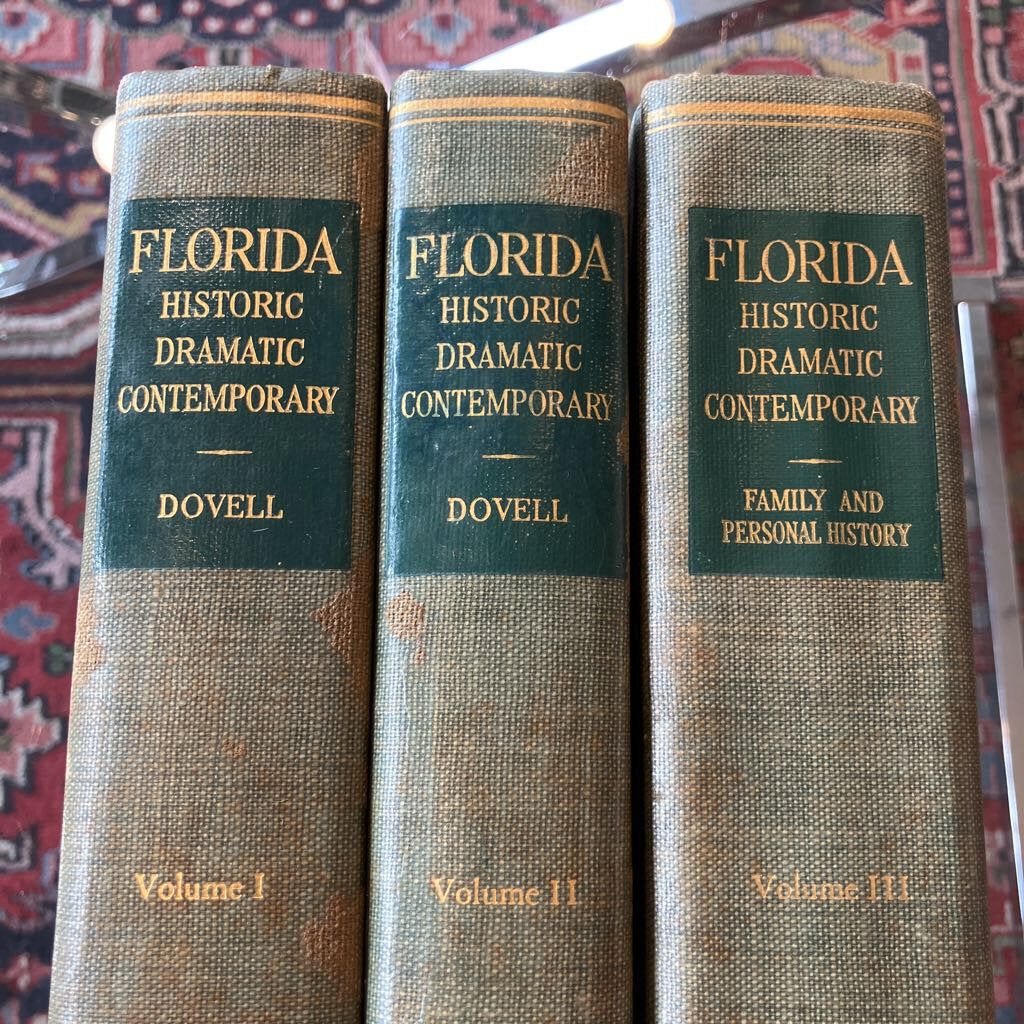 FLORIDA
HISTORIC
DRAMATIC
CONTEMPORARY
DOVELL
Volume I
FLORIDA
HISTORIC
DRAMATIC
CONTEMPORARY
DOVELL
Volume II
FLORIDA
HISTORIC
DRAMATIC
CONTEMPORARY
FAMILY AND
PERSONAL HISTORY
Volume III